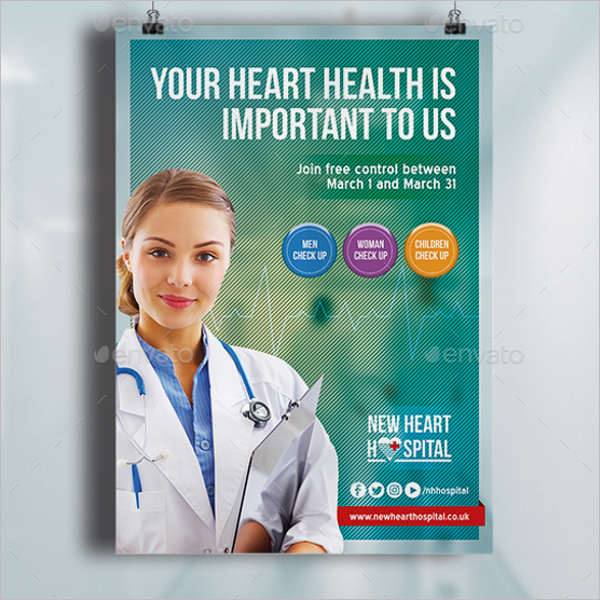 YOUR HEART HEALTH IS
IMPORTANT TO US
Join free control between
March 1 and March 31
MEN
CHECK UP
WOMAN
CHECK UP
CHILDREN
CHECK UP
NEW HEART
HOSPITAL
/nhhospital
www.newhearthospital.co.uk
envato
envato
envato
envato